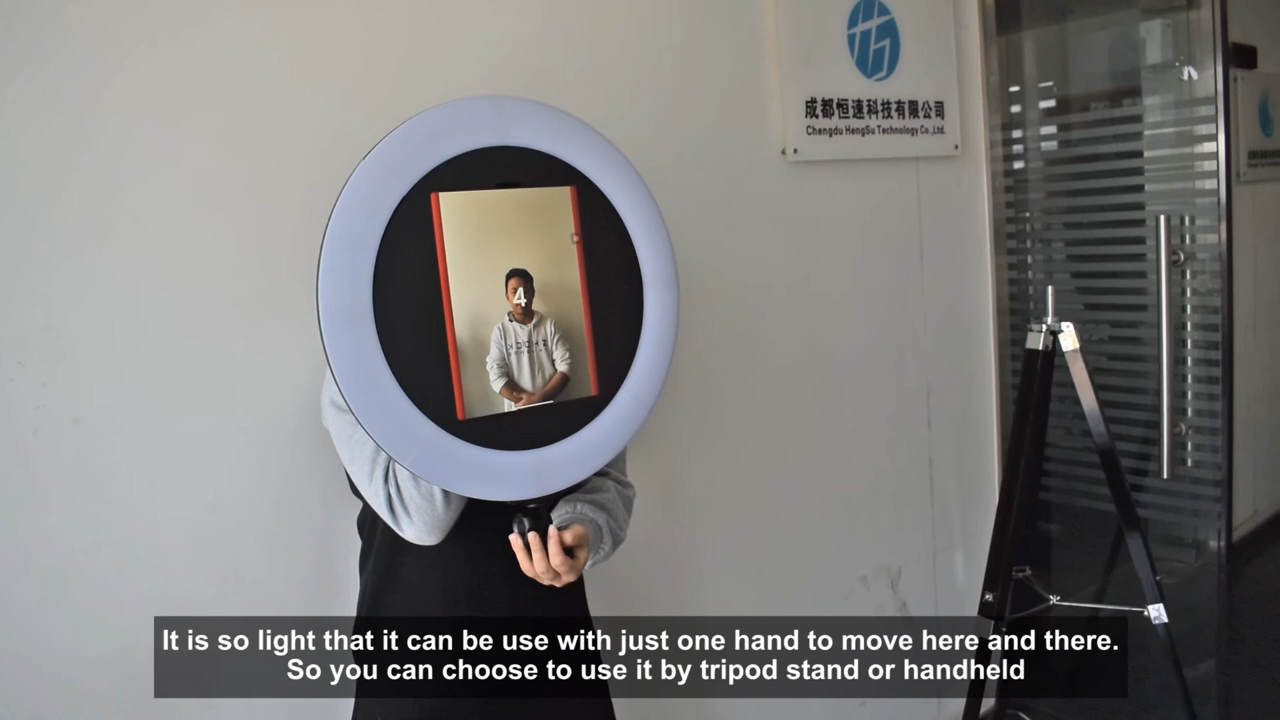 成都恒速科技有限公司
Chengdu HengSu Technology Co.,Ltd.
4
It is so light that it can be use with just one hand to move here and there.
So you can choose to use it by tripod stand or handheld